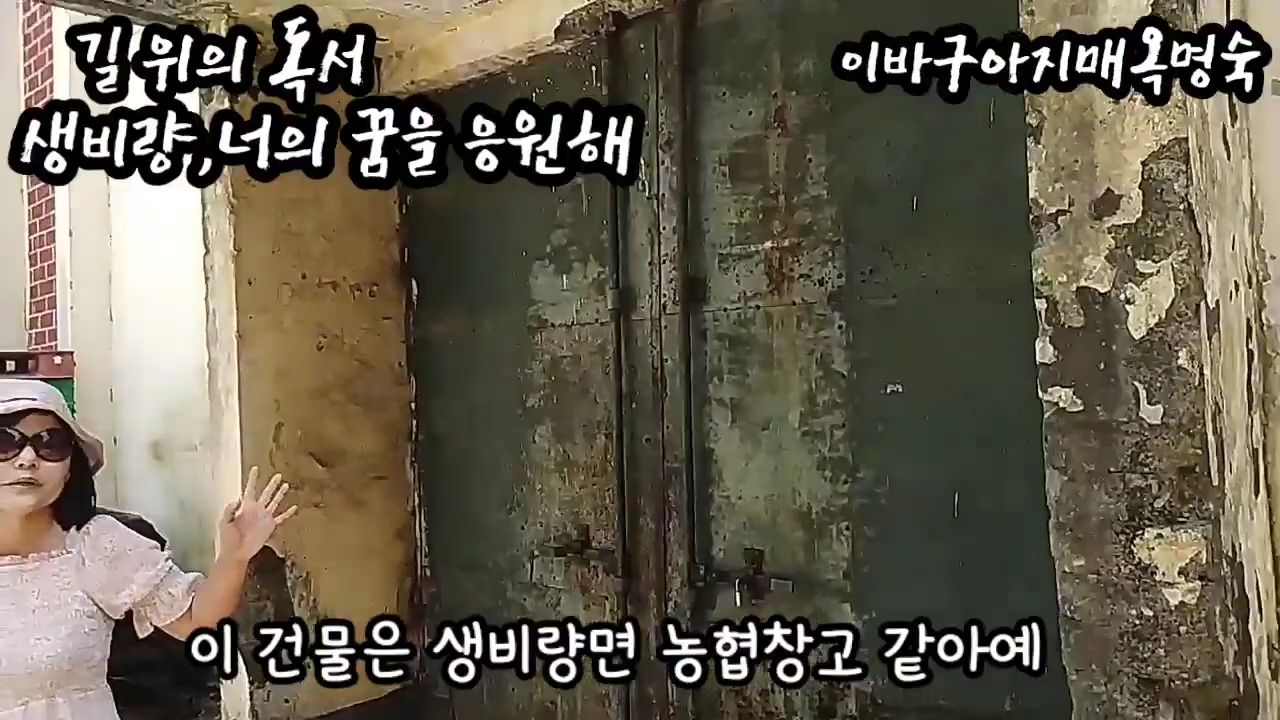 길 위의 독서
생비량, 너의 꿈을 응원해
이바구아지매옥명숙
이 건물은 생비량면 농협창고 같아예